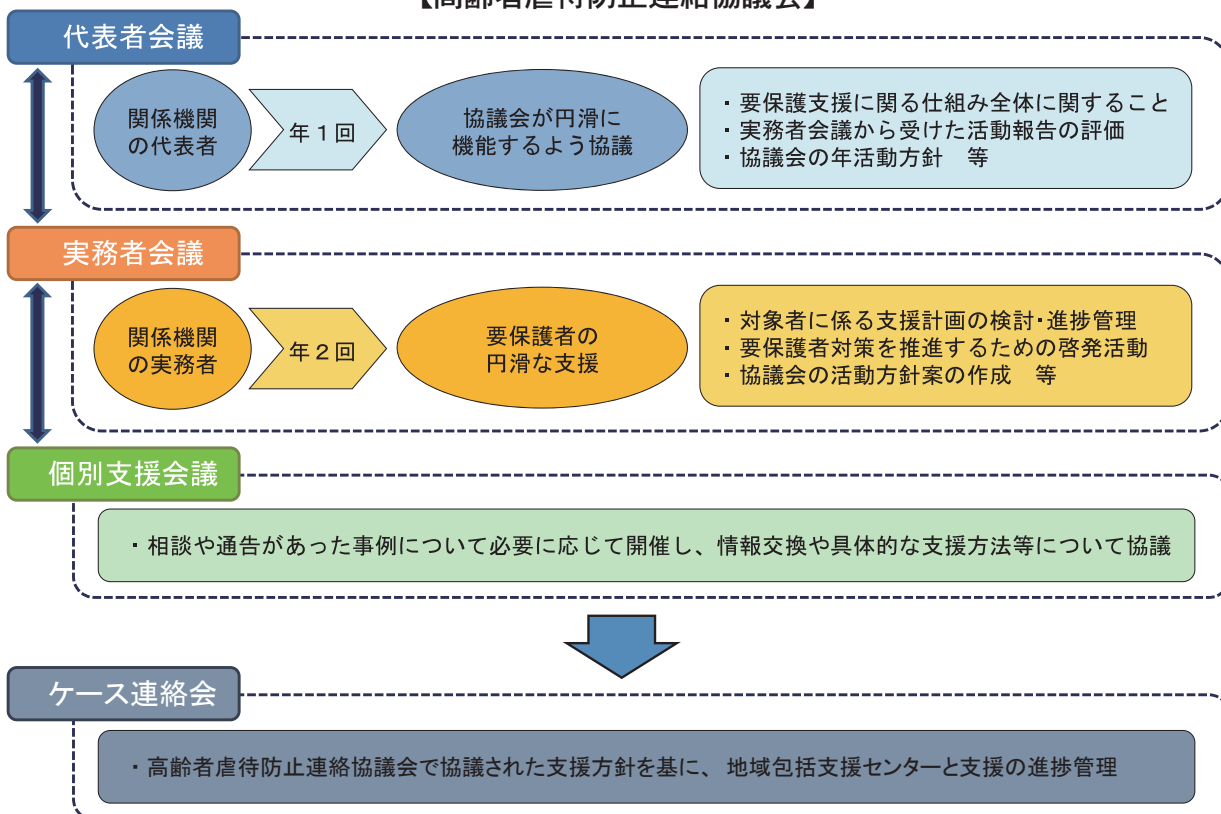 【高齢者虐待防止連絡協議会】
代表者会議
関係機関
の代表者
年1回
協議会が円滑に
機能するよう協議
・要保護支援に関る仕組み全体に関すること
・実務者会議から受けた活動報告の評価
・協議会の年活動方針　等
実務者会議
関係機関
の実務者
年2回
要保護者の
円滑な支援
・対象者に係る支援計画の検討・進捗管理
・要保護者対策を推進するための啓発活動
・協議会の活動方針案の作成　等
個別支援会議
・相談や通告があった事例について必要に応じて開催し、情報交換や具体的な支援方法等について協議
ケース連絡会
・高齢者虐待防止連絡協議会で協議された支援方針を基に、地域包括支援センターと支援の進捗管理